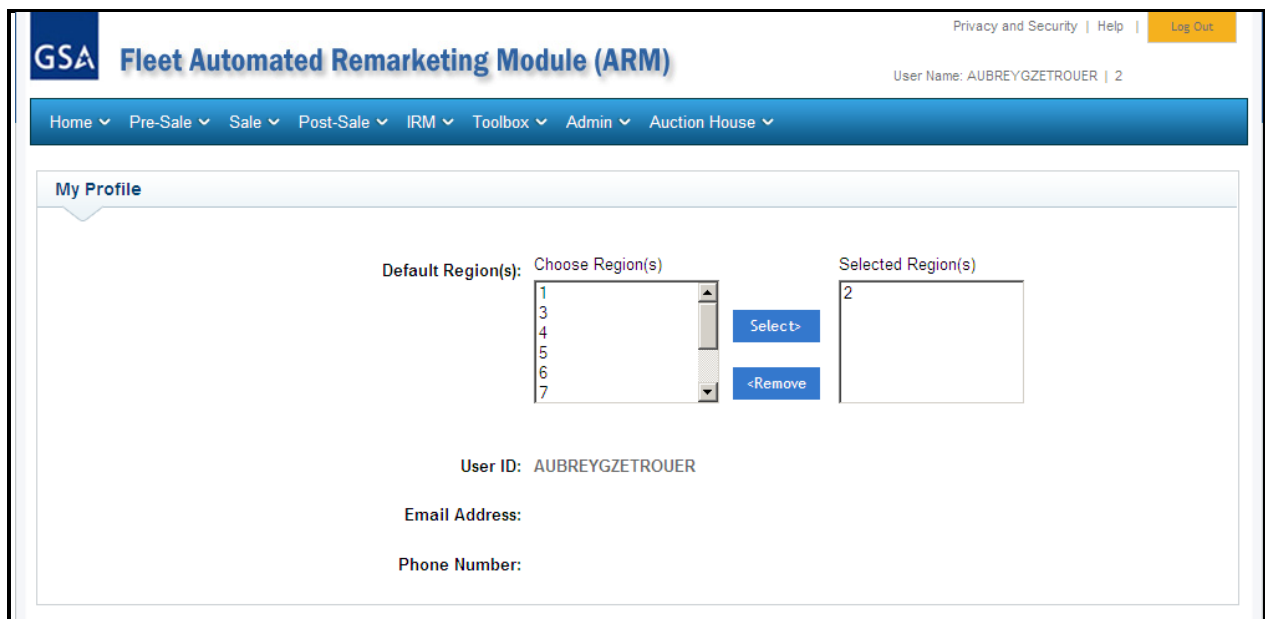 Privacy and Security | Help | Log Out
GSA Fleet Automated Remarketing Module (ARM)
User Name: AUBREYGZETROUER | 2
Home Pre-Sale Sale Post-Sale IRM Toolbox Admin Auction House
My Profile
Default Region(s): Choose Region(s) Selected Region(s)
1 2
3
4
5
6
7
Select>
<Remove
User ID: AUBREYGZETROUER
Email Address:
Phone Number: